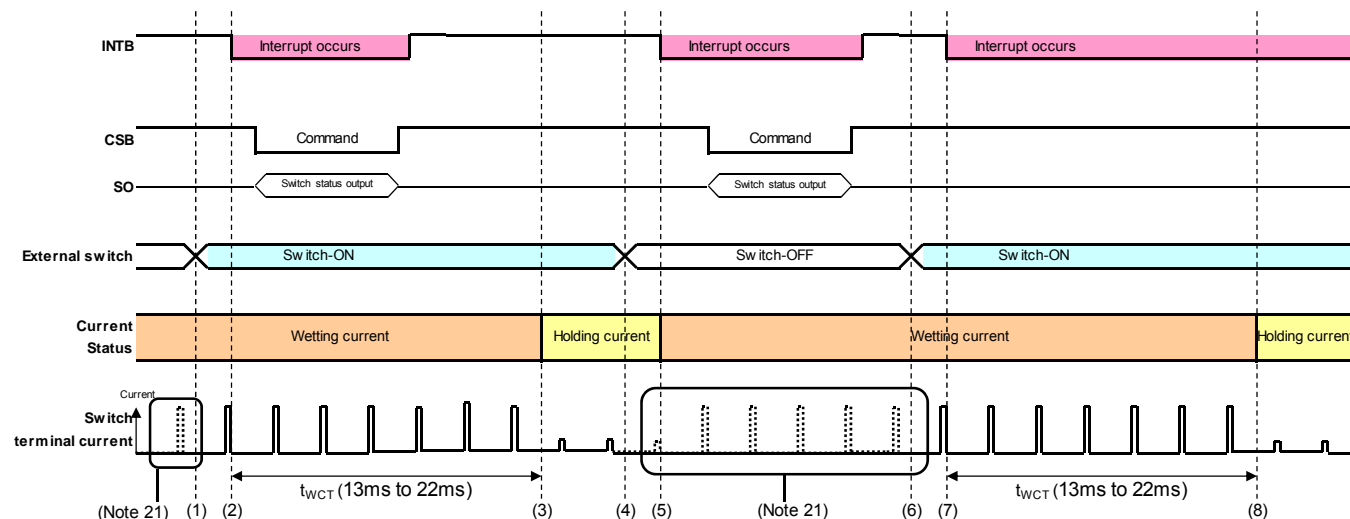 INTB
Interrupt occurs
Interrupt occurs
Interrupt occurs
CSB
Command
Command
SO
Switch status output
Switch status output
External switch
Switch-ON
Switch-OFF
Switch-ON
Current
Status
Wetting current
Holding current
Wetting current
Holding current
Current
Switch
terminal current
tWCT (13ms to 22ms)
tWCT (13ms to 22ms)
(Note 21)
(1)
(2)
(3)
(4)
(5)
(Note 21)
(6)
(7)
(8)